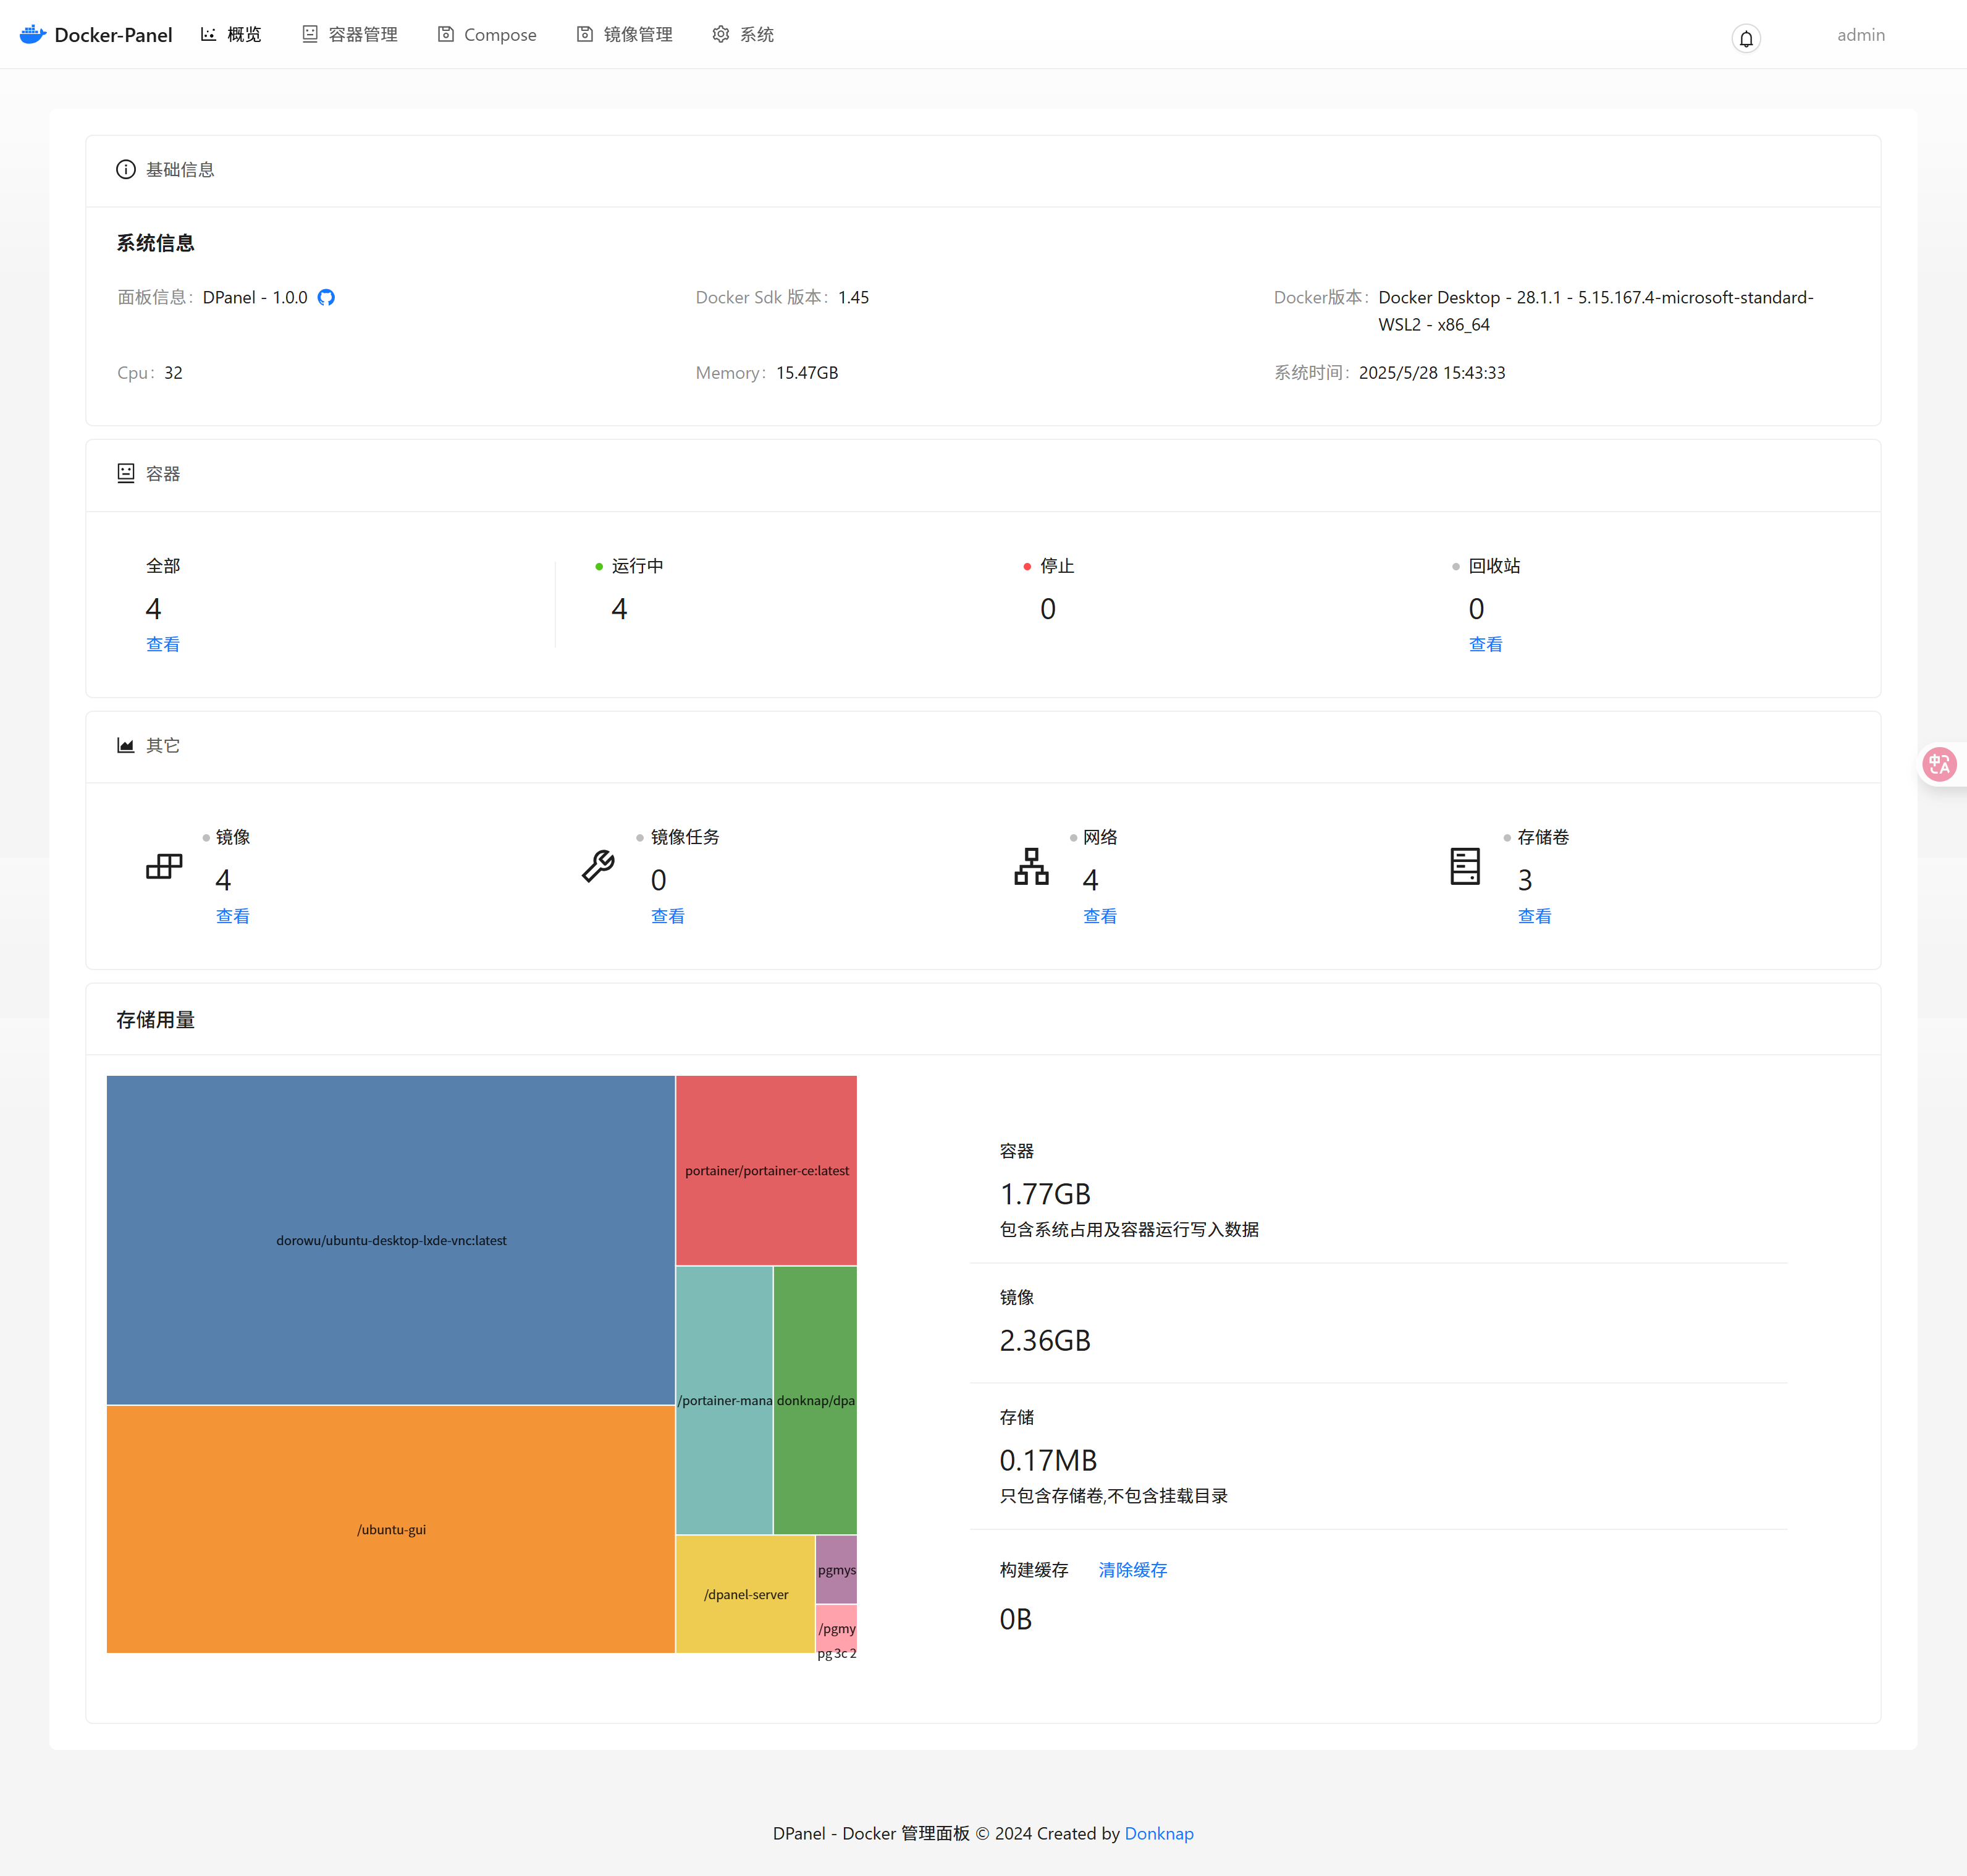 Docker-Panel 概览 容器管理 Compose 镜像管理 系统 admin
基础信息
系统信息
面板信息： DPanel - 1.0.0 Docker Sdk 版本： 1.45 Docker版本： Docker Desktop - 28.1.1 - 5.15.167.4-microsoft-standard-
WSL2 - x86_64
Cpu： 32 Memory： 15.47GB 系统时间： 2025/5/28 15:43:33
容器
全部 运行中 停止 回收站
4 4 0 0
查看 查看
其它
镜像 镜像任务 网络 存储卷
4 0 4 3
查看 查看 查看 查看
存储用量
dorowu/ubuntu-desktop-lxde-vnc:latest
portainer/portainer-ce:latest
/portainer-mana
donknap/dpa
/ubuntu-gui
/dpanel-server
pgmys
/pgmy
pg 3c 2
容器
1.77GB
包含系统占用及容器运行写入数据
镜像
2.36GB
存储
0.17MB
只包含存储卷,不包含挂载目录
构建缓存 清除缓存
0B
中A
DPanel - Docker 管理面板 © 2024 Created by Donknap